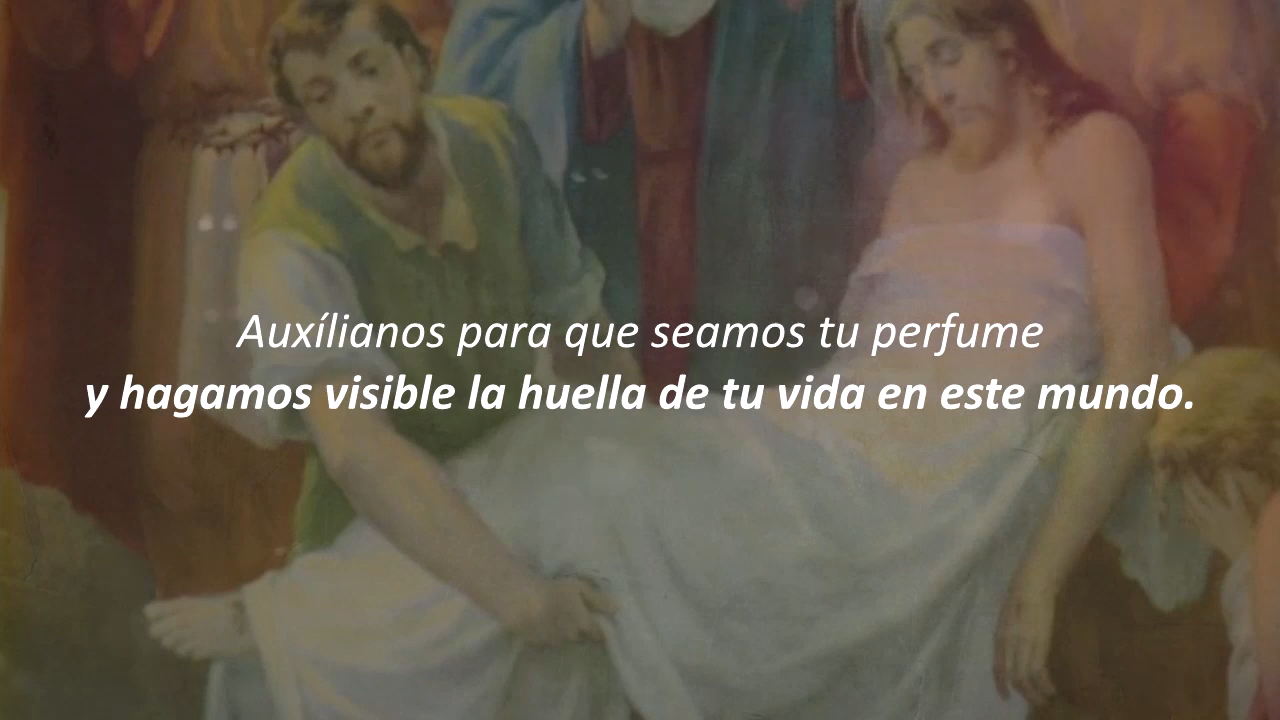 Auxílianos para que seamos tu perfume
y hagamos visible la huella de tu vida en este mundo.